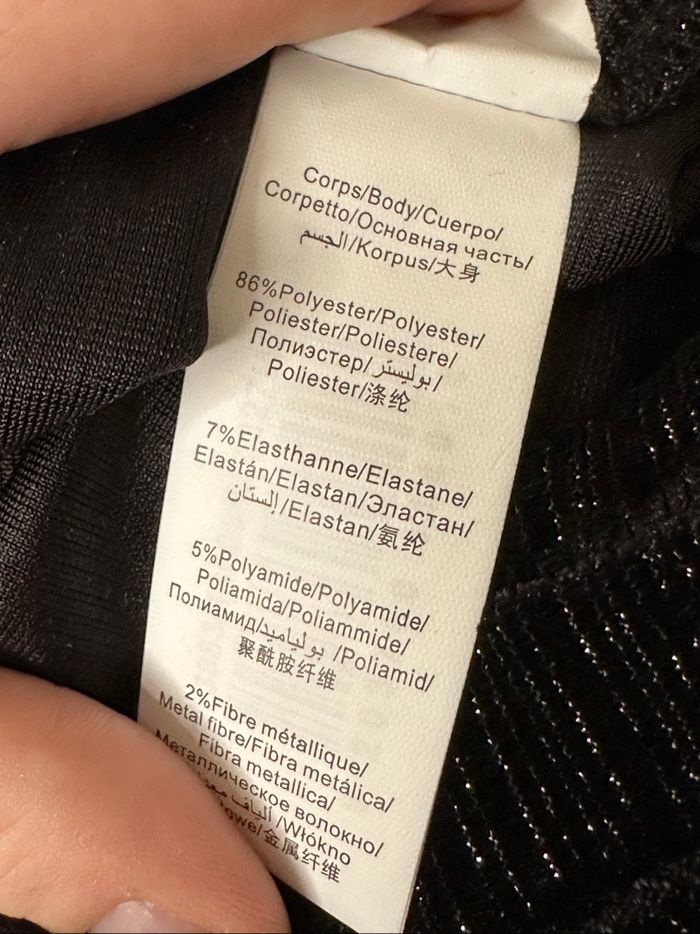 Corps/Body/Cuerpo/
Corpetto/Основная часть/
الجسم/Korpus/大身
86%Polyester/Polyester/
Poliester/Poliestere/
Полиэстер/بوليستر/
Poliester/涤纶
7%Elasthanne/Elastane/
Elastán/Elastan/Эластан/
إلستان/Elastan/氨纶
5%Polyamide/Polyamide/
Poliamida/Poliammide/
Полиамид/بولياميد/Poliamid/
聚酰胺纤维
2%Fibre métallique/
Metal fibre/Fibra metálica/
Fibra metallica/
Металлическое волокно/
ألياف /Włókno
/金属纤维